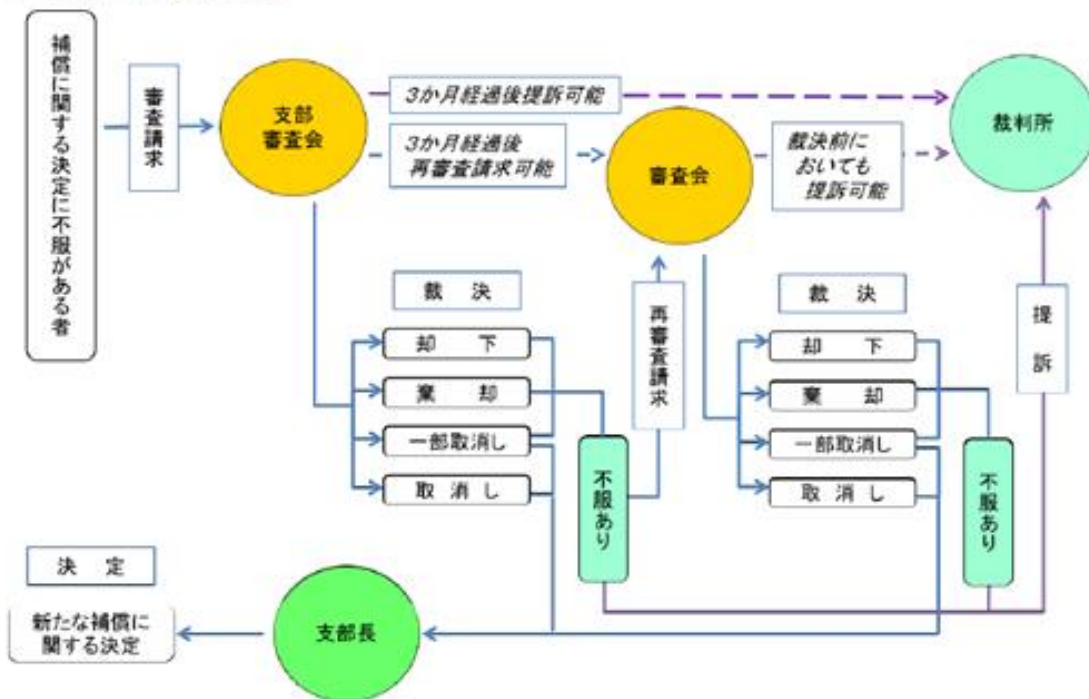 補償に関する決定に不服がある者
審査請求
支部
審査会
3か月経過後提訴可能
3か月経過後
再審査請求可能
審査会
裁決前に
おいても
提訴可能
裁判所
裁 決
却 下
棄 却
一部取消し
取 消 し
不服あり
再審査請求
裁 決
却 下
棄 却
一部取消し
取 消 し
不服あり
提 訴
決 定
新たな補償に
関する決定
支部長